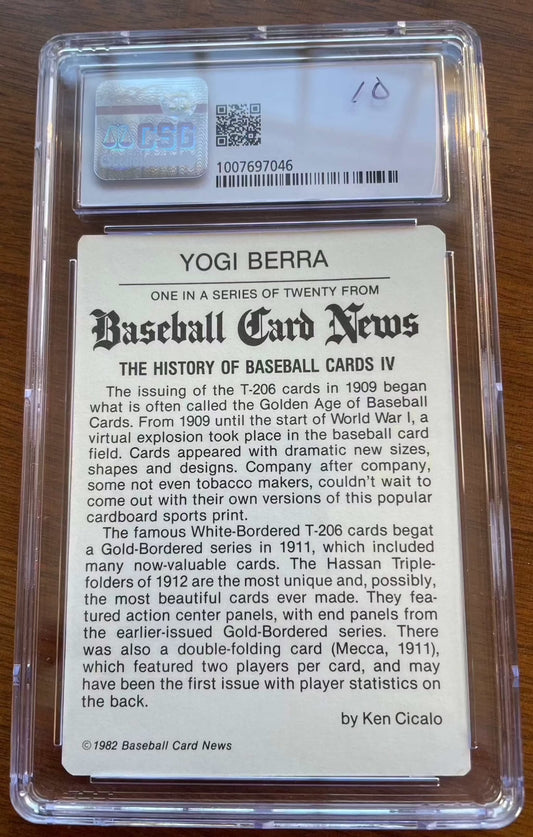 10
CSG
1007697046
YOGI BERRA
ONE IN A SERIES OF TWENTY FROM
Baseball Card News
THE HISTORY OF BASEBALL CARDS IV
The issuing of the T-206 cards in 1909 began
what is often called the Golden Age of Baseball
Cards. From 1909 until the start of World War I, a
virtual explosion took place in the baseball card
field. Cards appeared with dramatic new sizes,
shapes and designs. Company after company,
some not even tobacco makers, couldn't wait to
come out with their own versions of this popular
cardboard sports print.
The famous White-Bordered T-206 cards begat
a Gold-Bordered series in 1911, which included
many now-valuable cards. The Hassan Triple-
folders of 1912 are the most unique and, possibly,
the most beautiful cards ever made. They fea-
tured action center panels, with end panels from
the earlier-issued Gold-Bordered series. There
was also a double-folding card (Mecca, 1911),
which featured two players per card, and may
have been the first issue with player statistics on
the back.
by Ken Cicalo
©1982 Baseball Card News